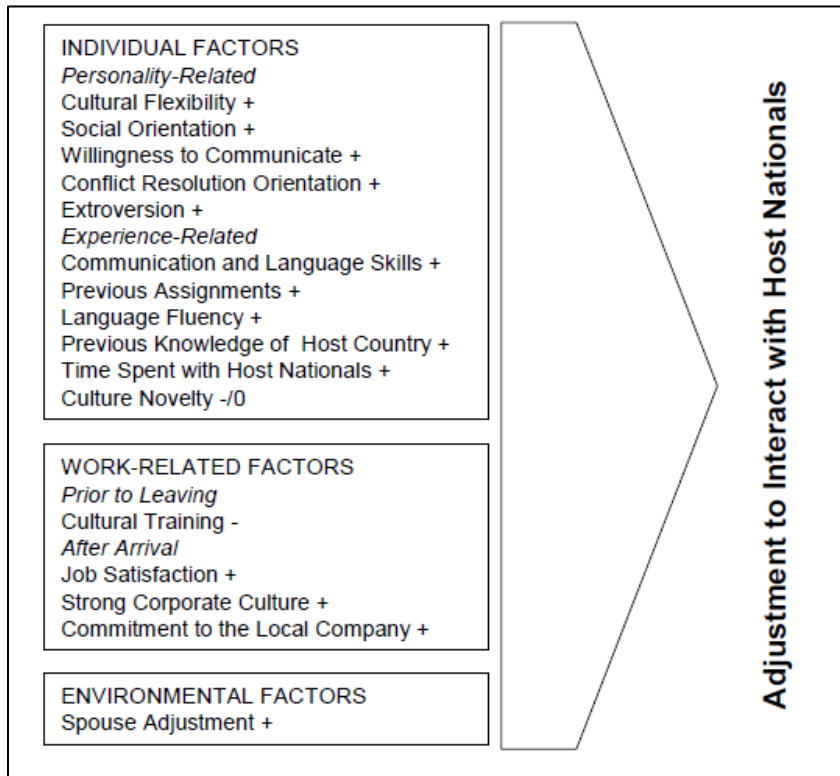 INDIVIDUAL FACTORS
Personality-Related
Cultural Flexibility +
Social Orientation +
Willingness to Communicate +
Conflict Resolution Orientation +
Extroversion +
Experience-Related
Communication and Language Skills +
Previous Assignments +
Language Fluency +
Previous Knowledge of Host Country +
Time Spent with Host Nationals +
Culture Novelty -/0
WORK-RELATED FACTORS
Prior to Leaving
Cultural Training -
After Arrival
Job Satisfaction +
Strong Corporate Culture +
Commitment to the Local Company +
ENVIRONMENTAL FACTORS
Spouse Adjustment +
Adjustment to Interact with Host Nationals